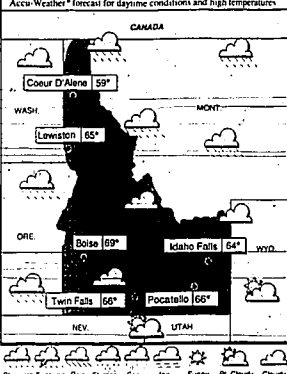 Accu-Weather® forecast for daytime conditions and high temperatures
CANADA
Coeur D'Alene 59°
WASH.
MONT.
Lewiston 65°
ORE.
Boise 69°
Idaho Falls 64°
WYO.
Twin Falls 66°
Pocatello 66°
NEV.
UTAH